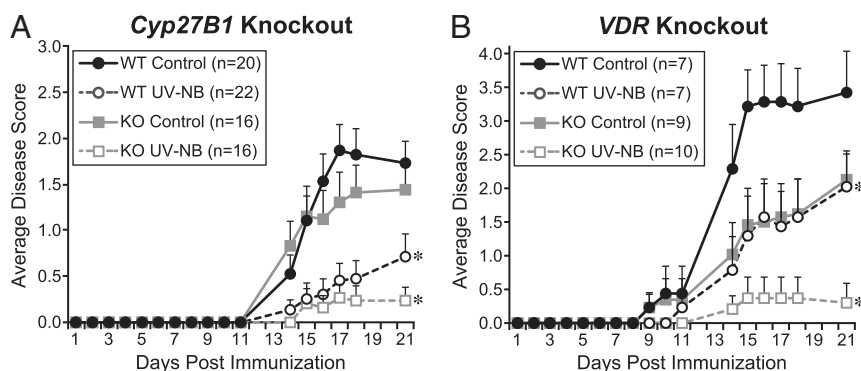 A
Cyp27B1 Knockout
3.0
2.5
2.0
1.5
1.0
0.5
0.0
Average Disease Score
WT Control (n=20)
WT UV-NB (n=22)
KO Control (n=16)
KO UV-NB (n=16)
*
*
1 3 5 7 9 11 13 15 17 19 21
Days Post Immunization
B
VDR Knockout
4.0
3.5
3.0
2.5
2.0
1.5
1.0
0.5
0.0
Average Disease Score
WT Control (n=7)
WT UV-NB (n=7)
KO Control (n=9)
KO UV-NB (n=10)
*
*
1 3 5 7 9 11 13 15 17 19 21
Days Post Immunization